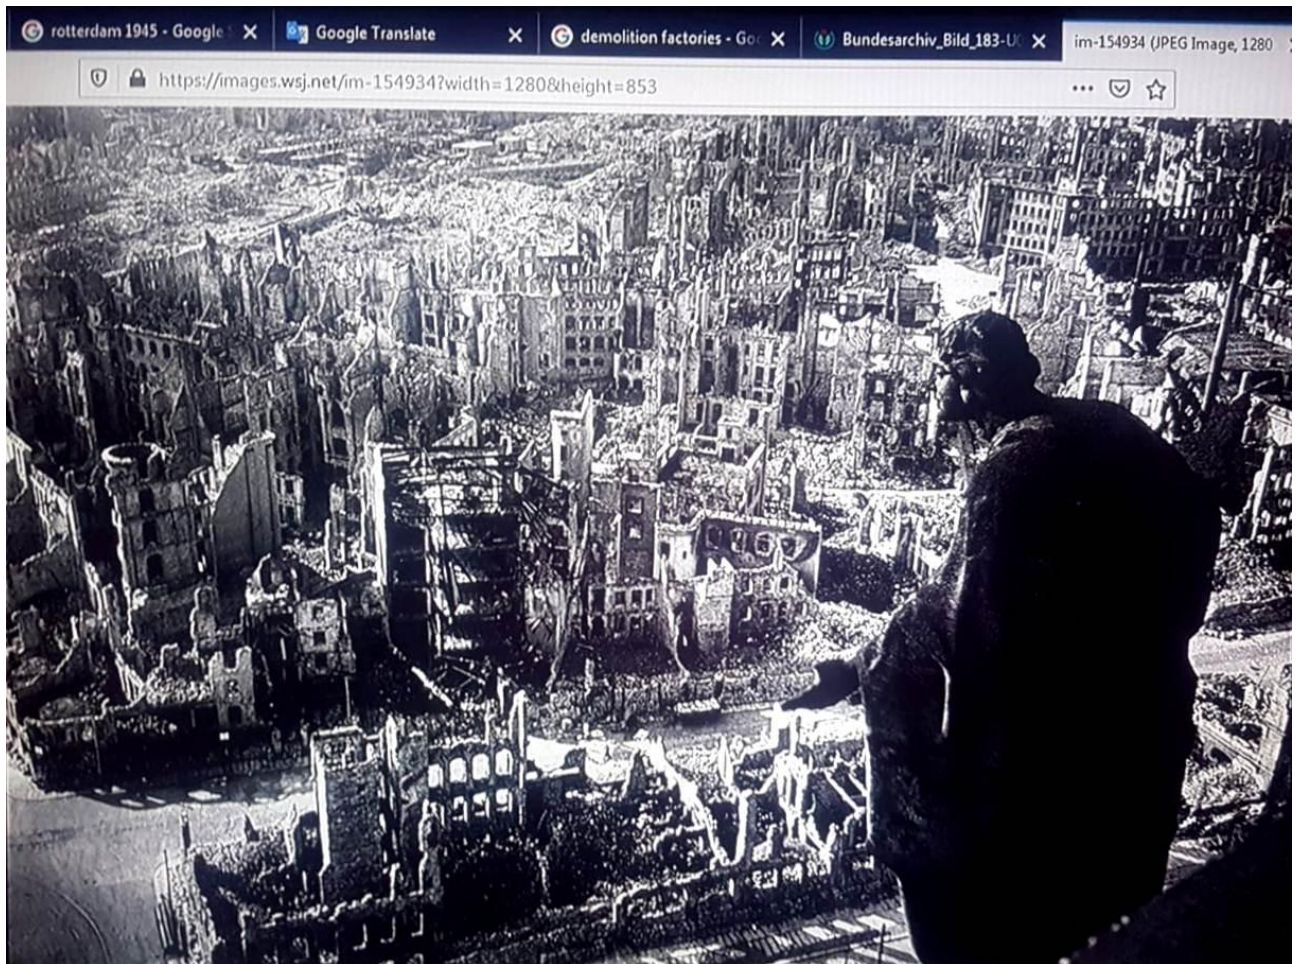 rotterdam 1945 - Google
Google Translate
demolition factories - Go
Bundesarchiv_Bild_183-U
im-154934 (JPEG Image, 1280
https://images.wsj.net/im-154934?width=1280&height=853